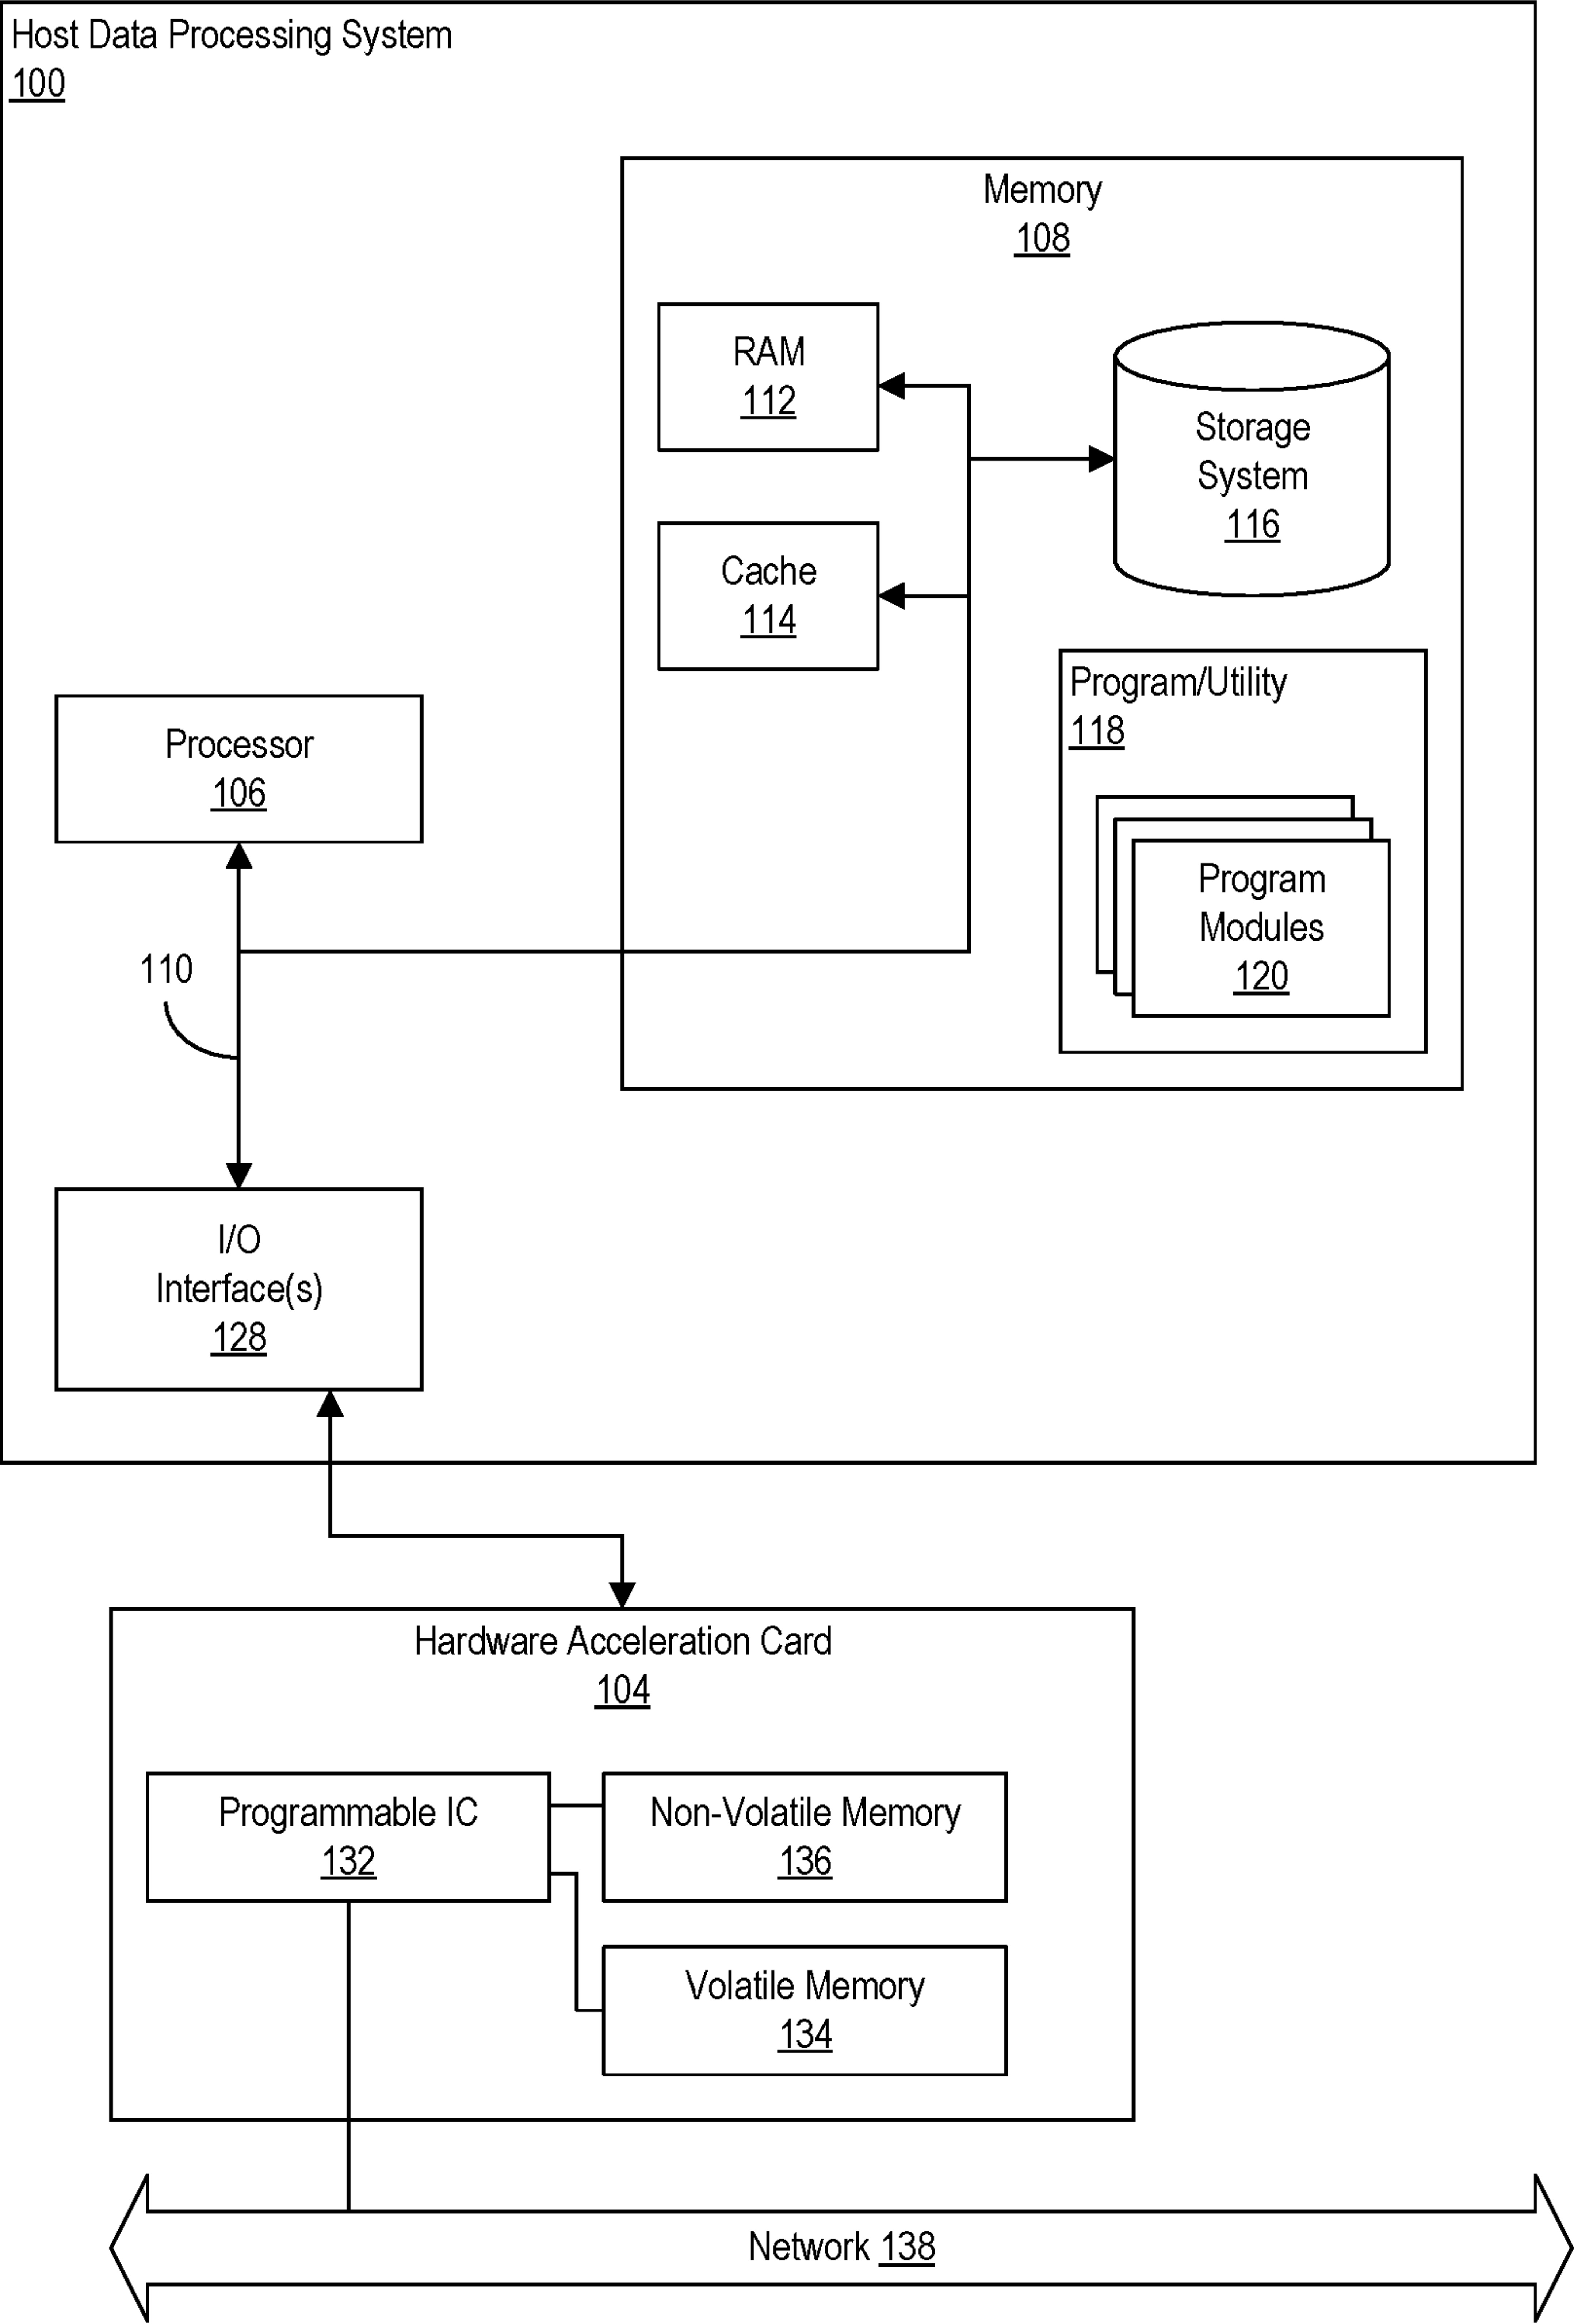 Host Data Processing System
100
Memory
108
RAM
112
Storage
System
116
Cache
114
Program/Utility
118
Processor
106
Program
Modules
120
110
I/O
Interface(s)
128
Hardware Acceleration Card
104
Programmable IC
132
Non-Volatile Memory
136
Volatile Memory
134
Network 138